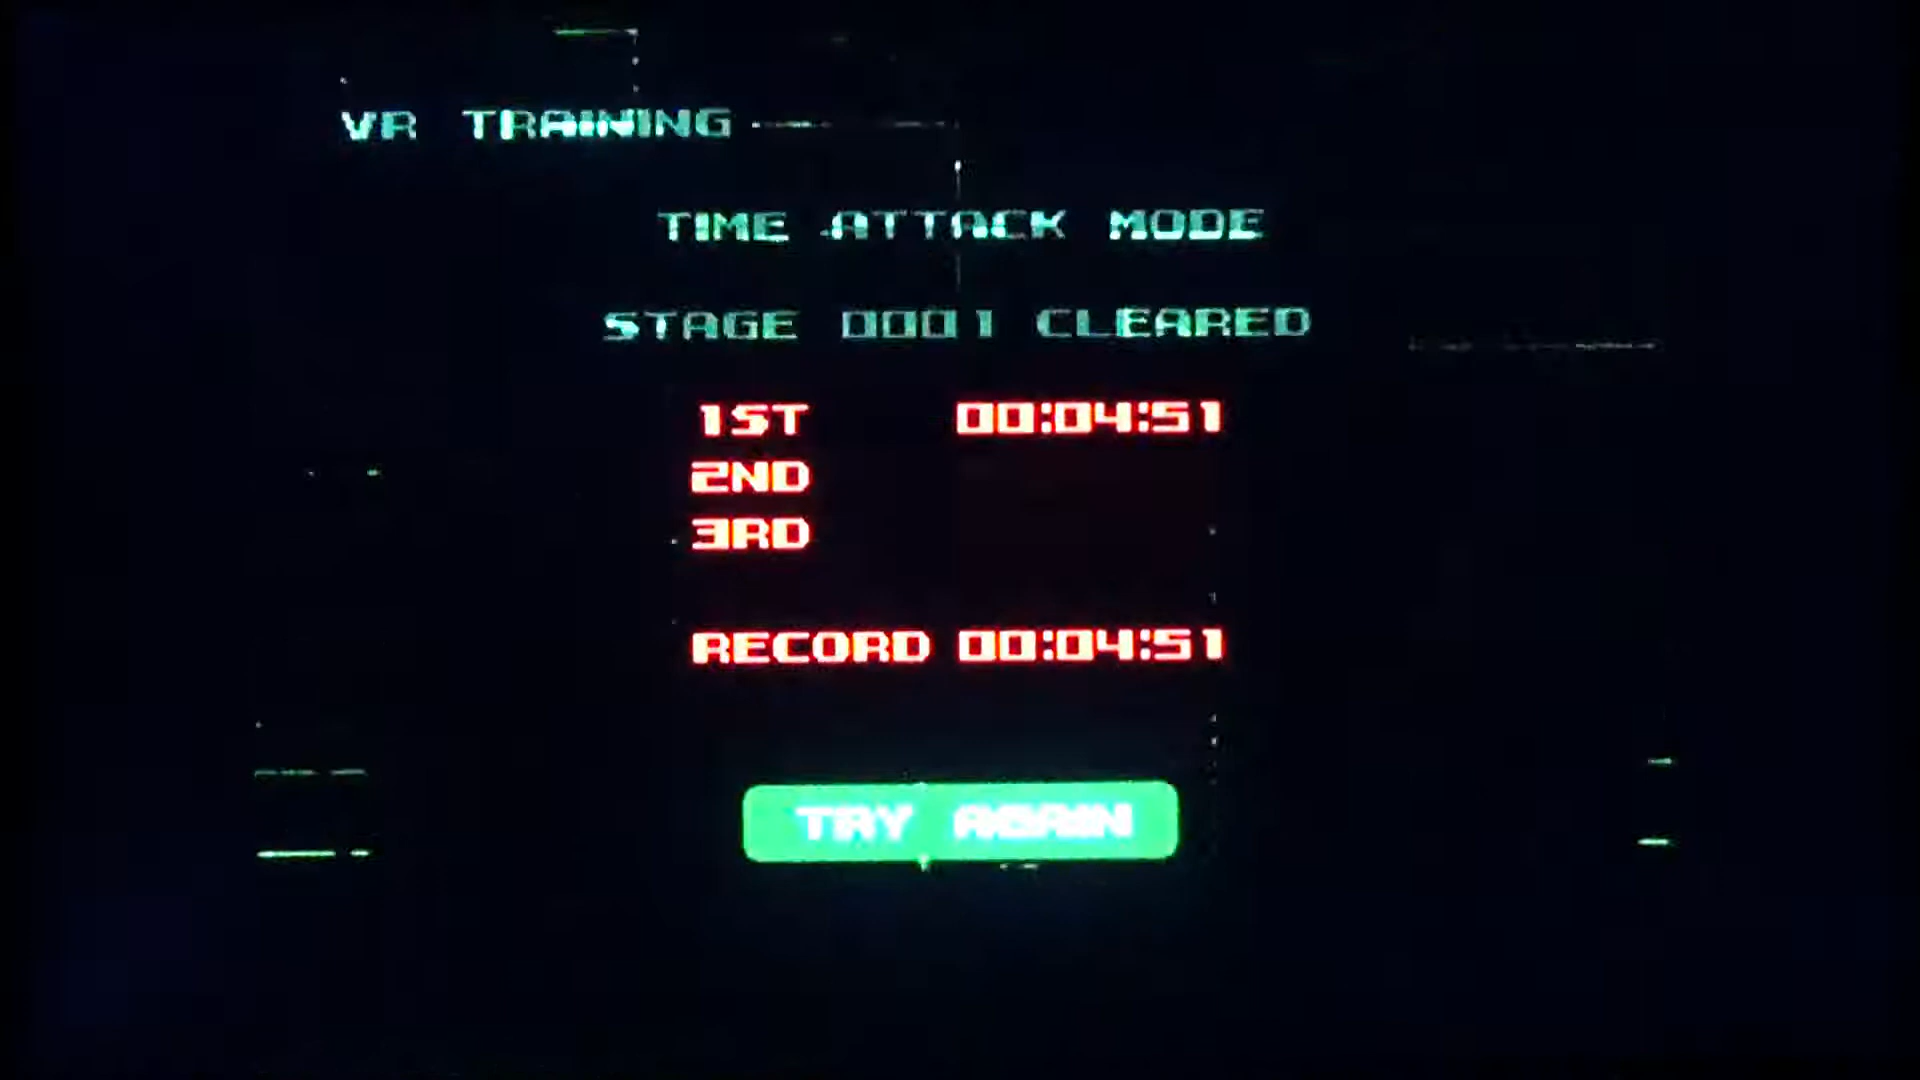 VR TRAINING
TIME ATTACK MODE
STAGE 0001 CLEARED
1ST 00:04:51
2ND
3RD
RECORD 00:04:51
TRY AGAIN